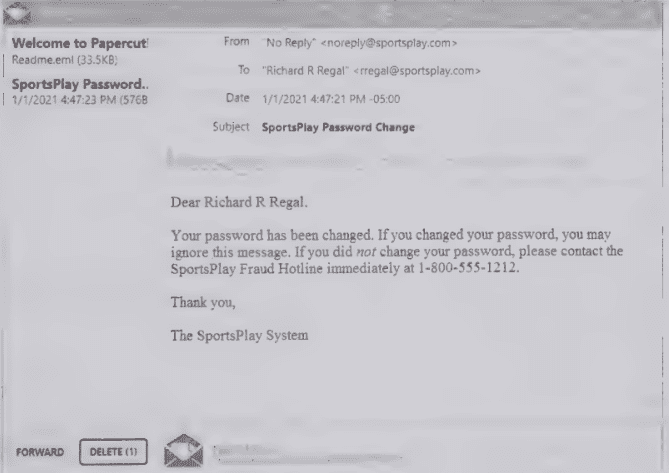 Welcome to Papercut
Readme.eml (33.5KB)
SportsPlay Password..
1/1/2021 4:47:23 PM (576B
From "No Reply" <noreply@sportsplay.com>
To "Richard R Regal" <rregal@sportsplay.com>
Date 1/1/2021 4:47:21 PM -05:00
Subject SportsPlay Password Change
Dear Richard R Regal.
Your password has been changed. If you changed your password, you may
ignore this message. If you did not change your password, please contact the
SportsPlay Fraud Hotline immediately at 1-800-555-1212.
Thank you,
The SportsPlay System
FORWARD DELETE (1)